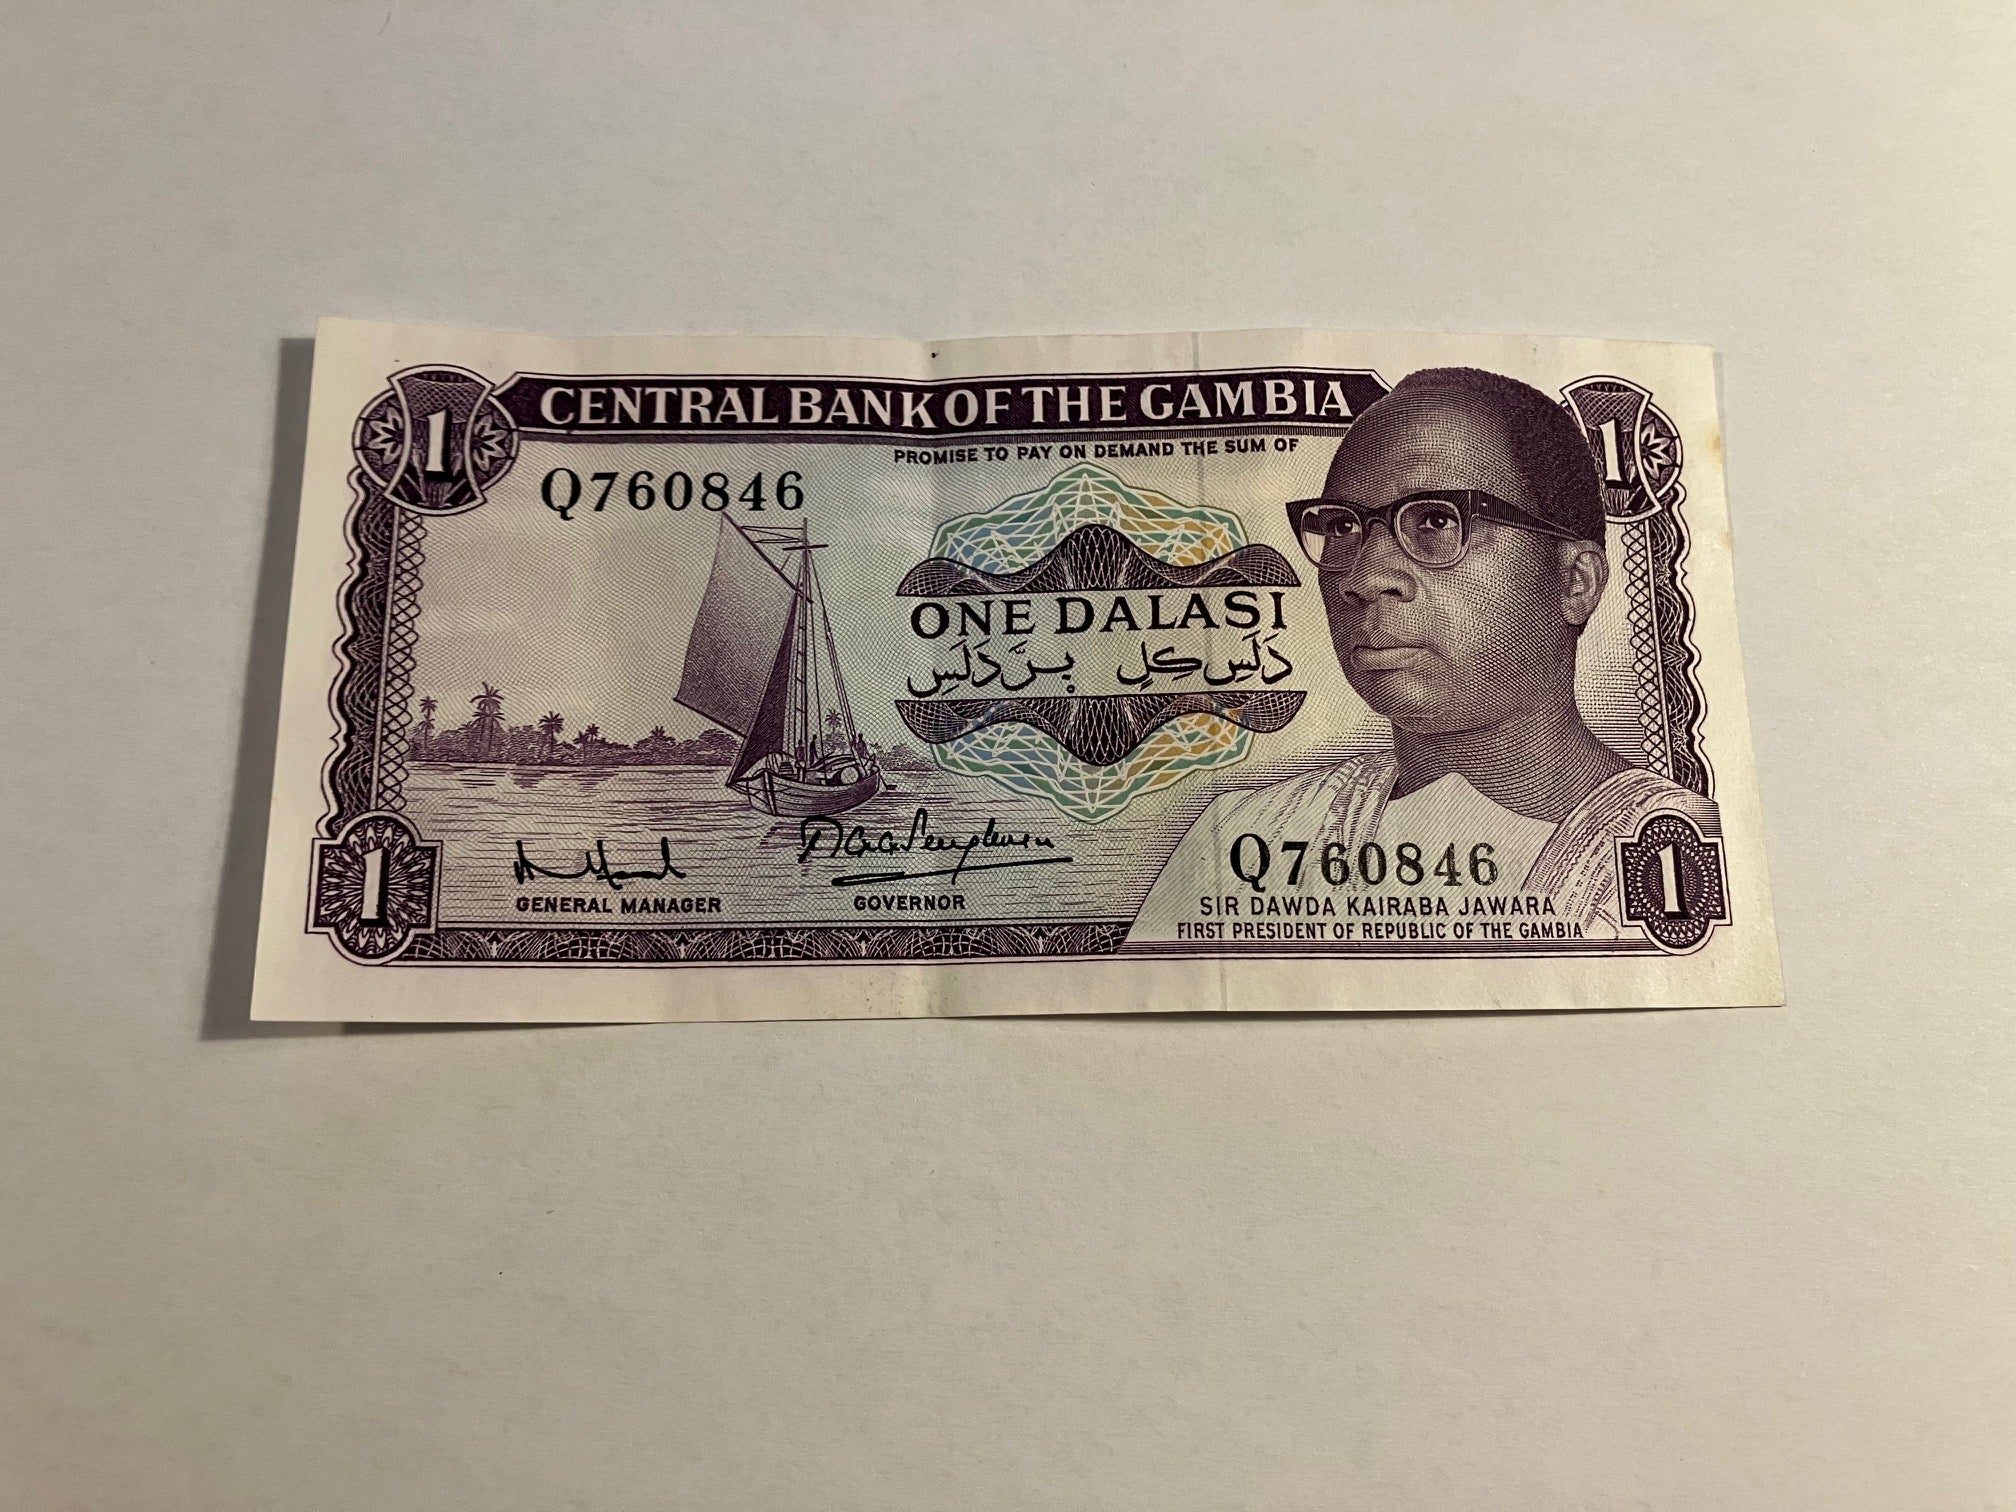 1
CENTRAL BANK OF THE GAMBIA
1
PROMISE TO PAY ON DEMAND THE SUM OF
Q760846
ONE DALASI
دَلَسِ كِلٍ بِرَّ دَلَسِ
GENERAL MANAGER
GOVERNOR
Q760846
SIR DAWDA KAIRABA JAWARA
FIRST PRESIDENT OF REPUBLIC OF THE GAMBIA
1
1